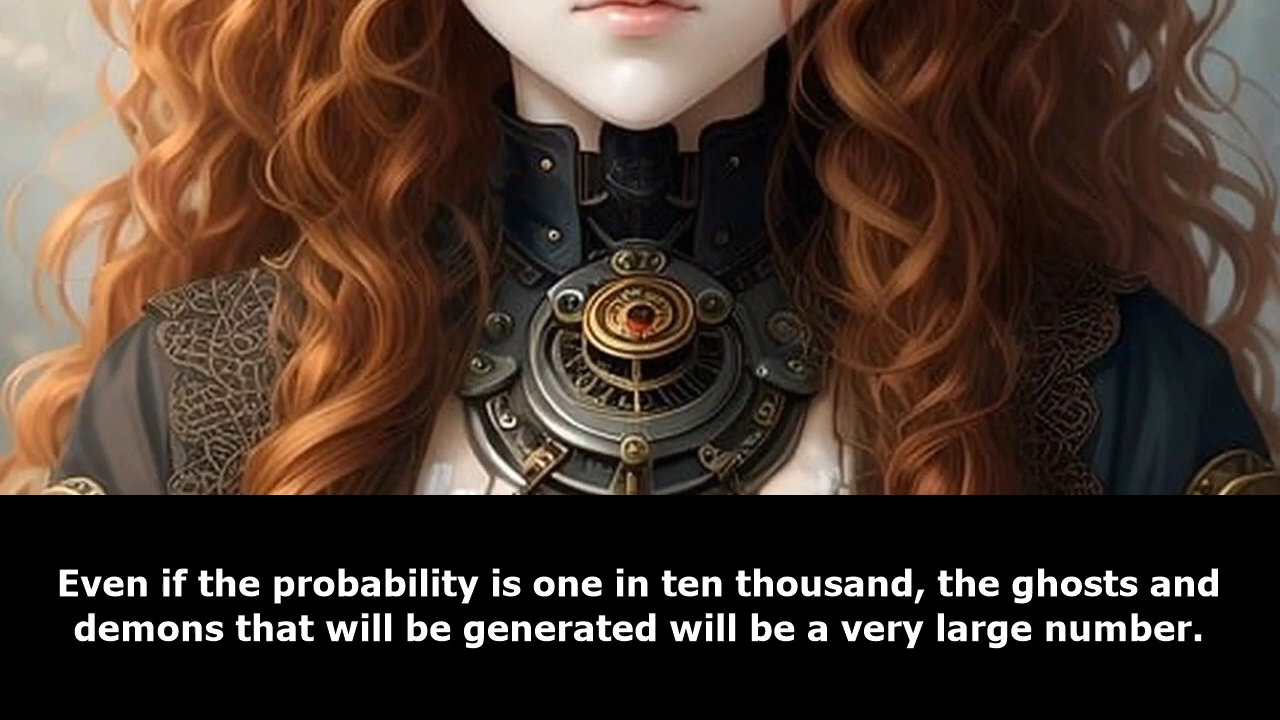 Even if the probability is one in ten thousand, the ghosts and
demons that will be generated will be a very large number.